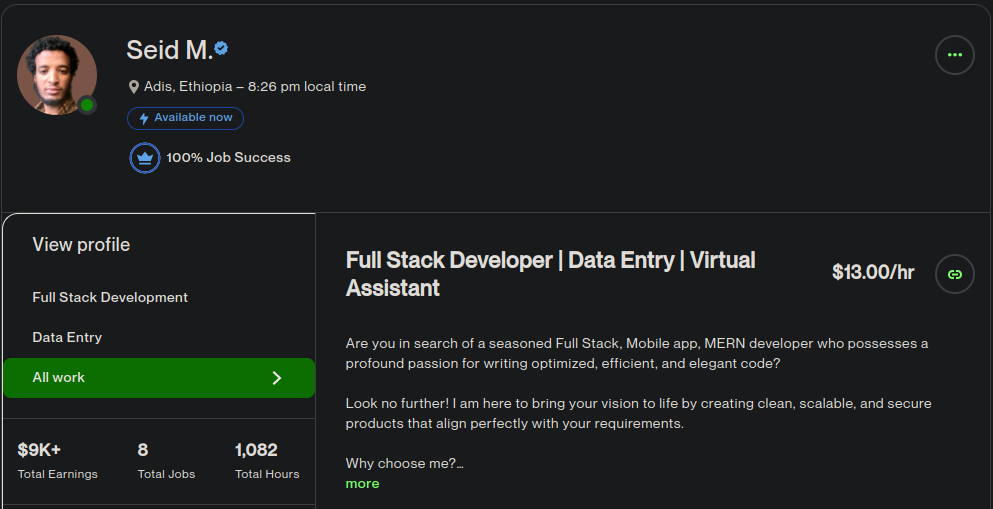 Seid M.
Adis, Ethiopia – 8:26 pm local time
Available now
100% Job Success
View profile
Full Stack Development
Data Entry
All work
$9K+
Total Earnings
8
Total Jobs
1,082
Total Hours
Full Stack Developer | Data Entry | Virtual
Assistant
$13.00/hr
Are you in search of a seasoned Full Stack, Mobile app, MERN developer who possesses a
profound passion for writing optimized, efficient, and elegant code?
Look no further! I am here to bring your vision to life by creating clean, scalable, and secure
products that align perfectly with your requirements.
Why choose me?…
more